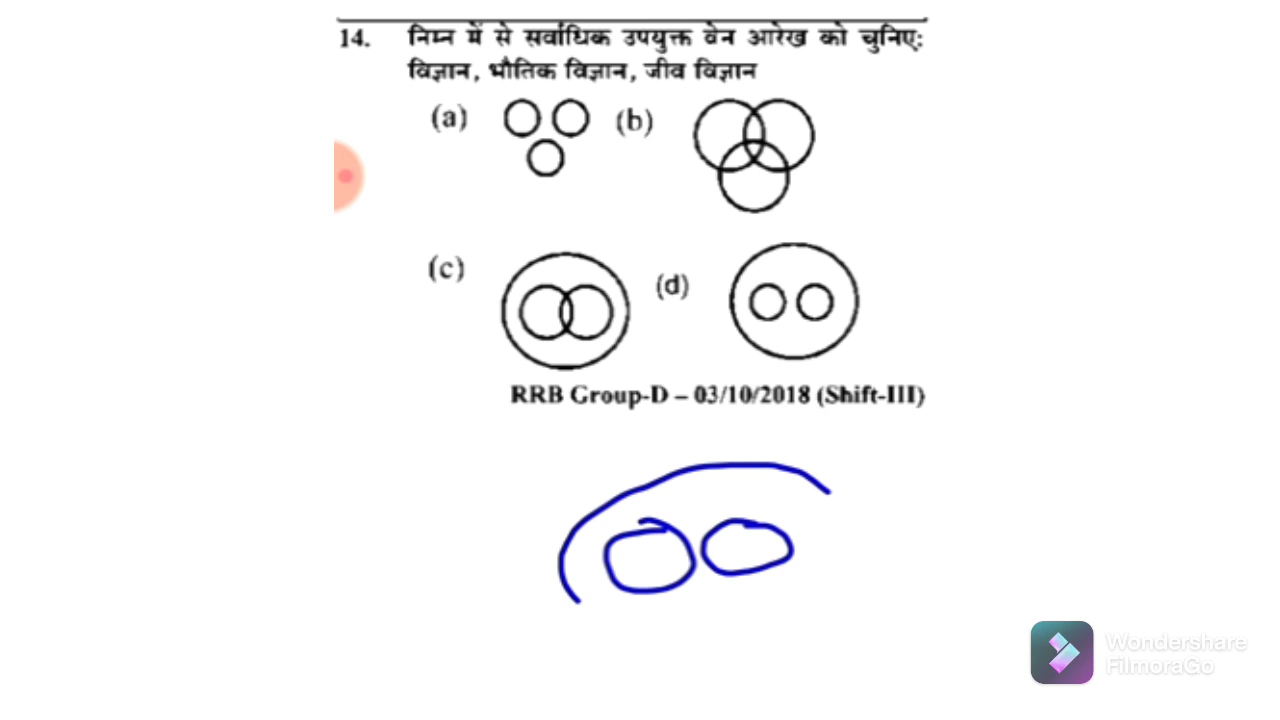 14. निम्न में से सर्वाधिक उपयुक्त वेन आरेख को चुनिए:
विज्ञान, भौतिक विज्ञान, जीव विज्ञान
(a) (b)
(c) (d)
RRB Group-D – 03/10/2018 (Shift-III)
Wondershare
FilmoraGo